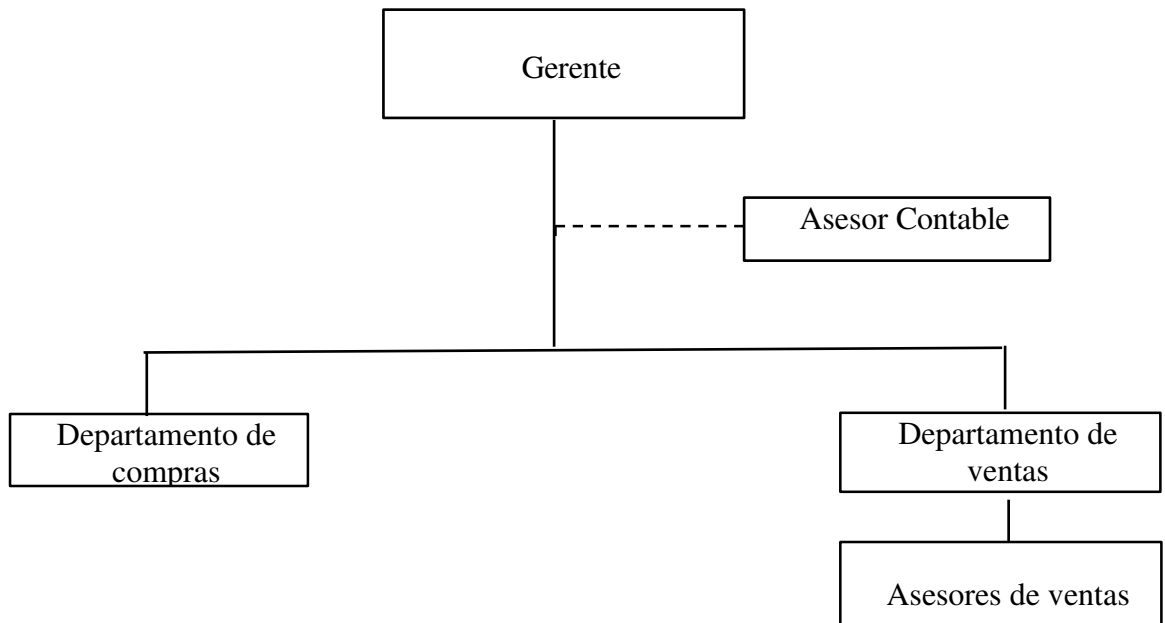 Gerente
Asesor Contable
Departamento de
compras
Departamento de
ventas
Asesores de ventas